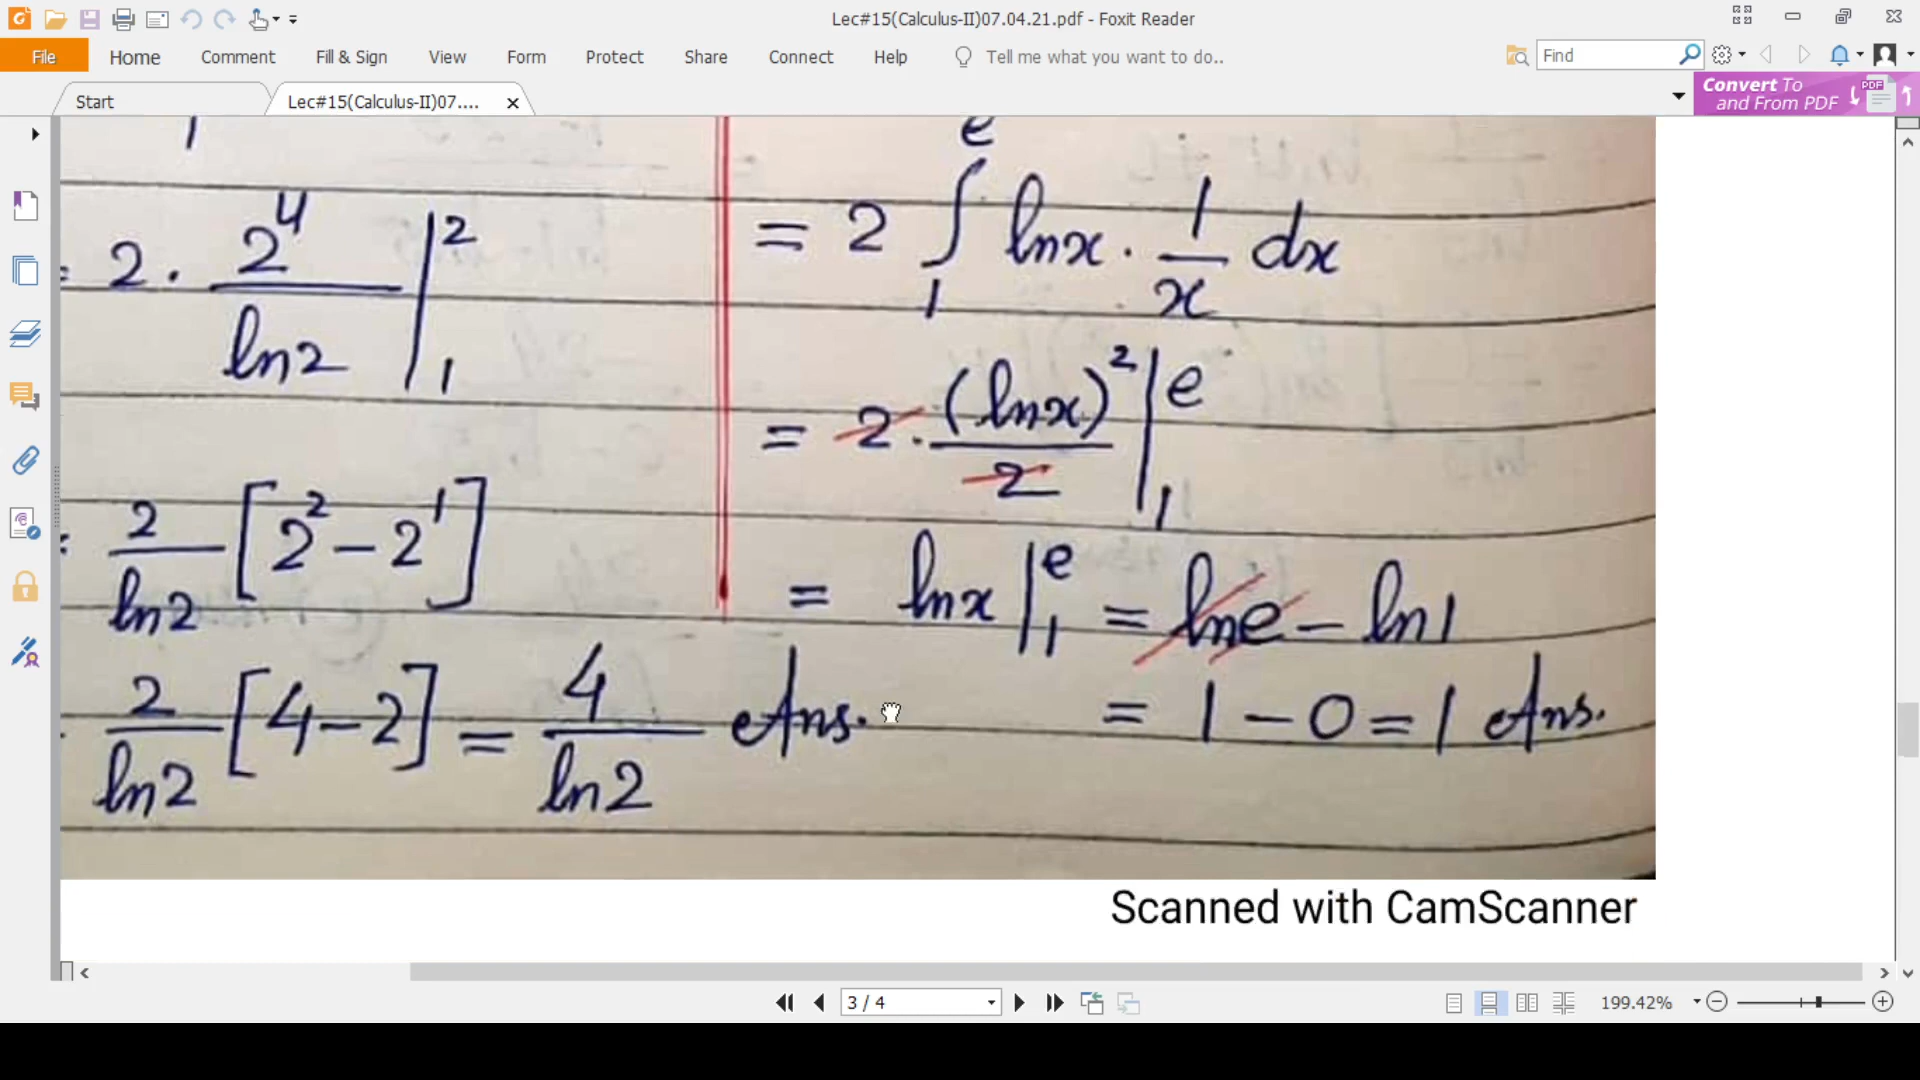 Lec#15(Calculus-II)07.04.21.pdf - Foxit Reader
File Home Comment Fill & Sign View Form Protect Share Connect Help Tell me what you want to do.. Find
Start Lec#15(Calculus-II)07....
Convert To
and From PDF
PDF
1
= 2 · 2^u / ln2 |_1^2
= 2/ln2 [2^2 - 2^1]
2/ln2 [4-2] = 4/ln2 Ans.
= 2 ∫_1^e lnx · 1/x dx
= 2 · (lnx)^2 / 2 |_1^e
= lnx |_1^e = lne - ln1
= 1 - 0 = 1 Ans.
Scanned with CamScanner
3 / 4
199.42%